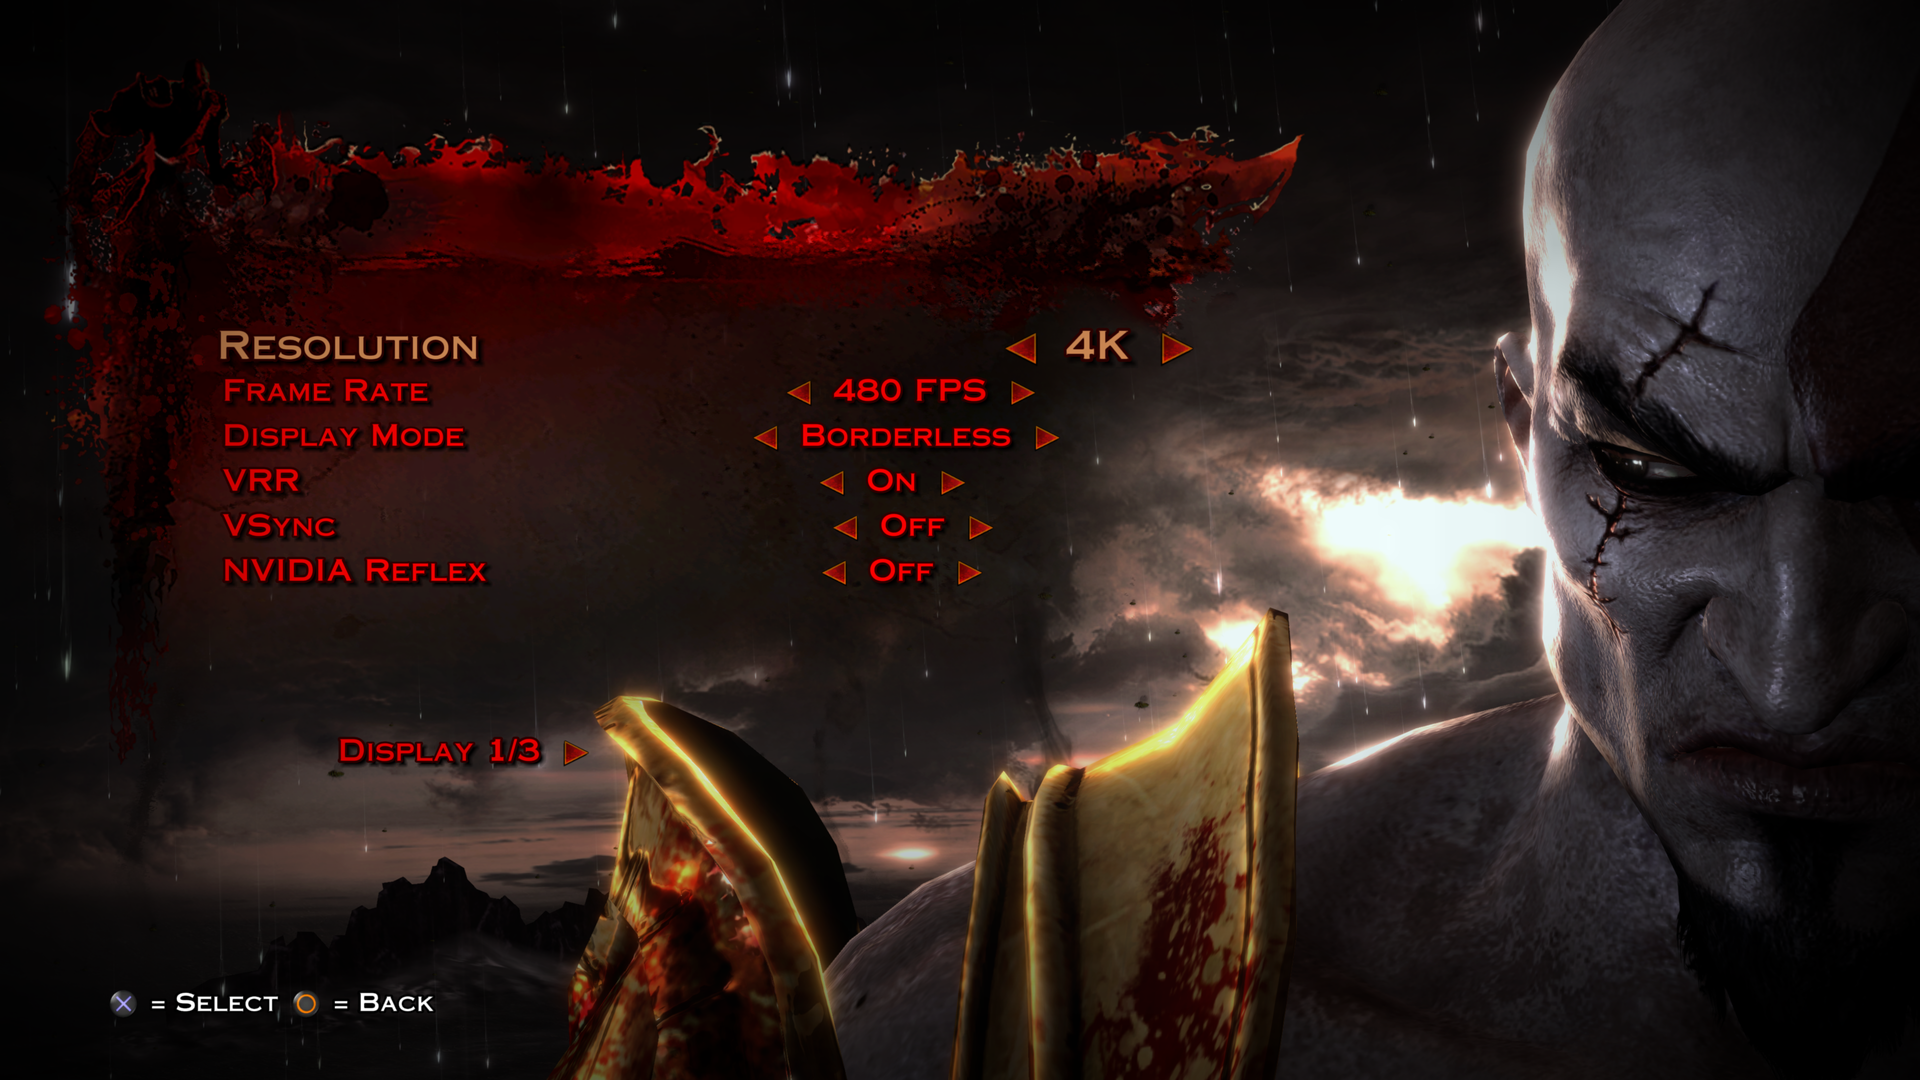 Resolution 4K
Frame Rate 480 FPS
Display Mode Borderless
VRR On
VSync Off
NVIDIA Reflex Off
Display 1/3
= Select = Back